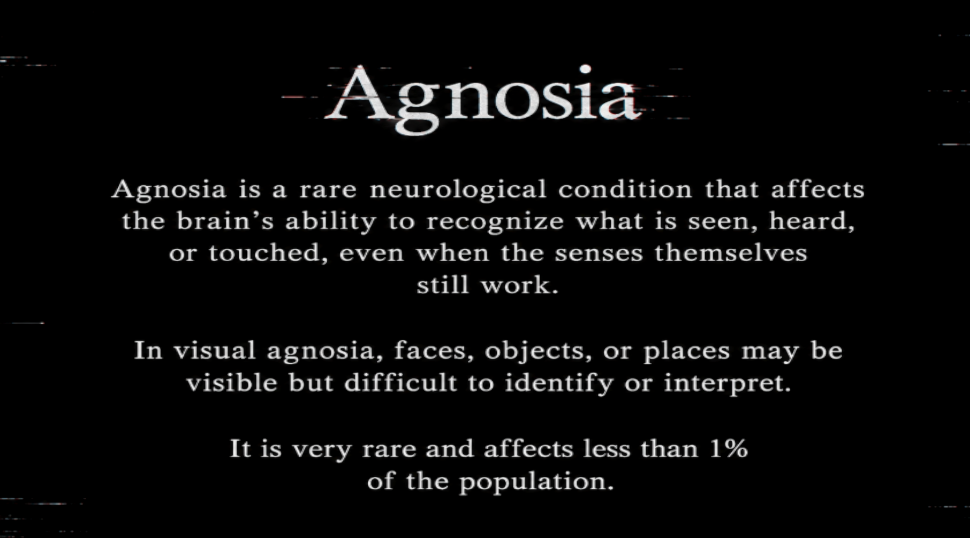 Agnosia
Agnosia is a rare neurological condition that affects
the brain’s ability to recognize what is seen, heard,
or touched, even when the senses themselves
still work.
In visual agnosia, faces, objects, or places may be
visible but difficult to identify or interpret.
It is very rare and affects less than 1%
of the population.